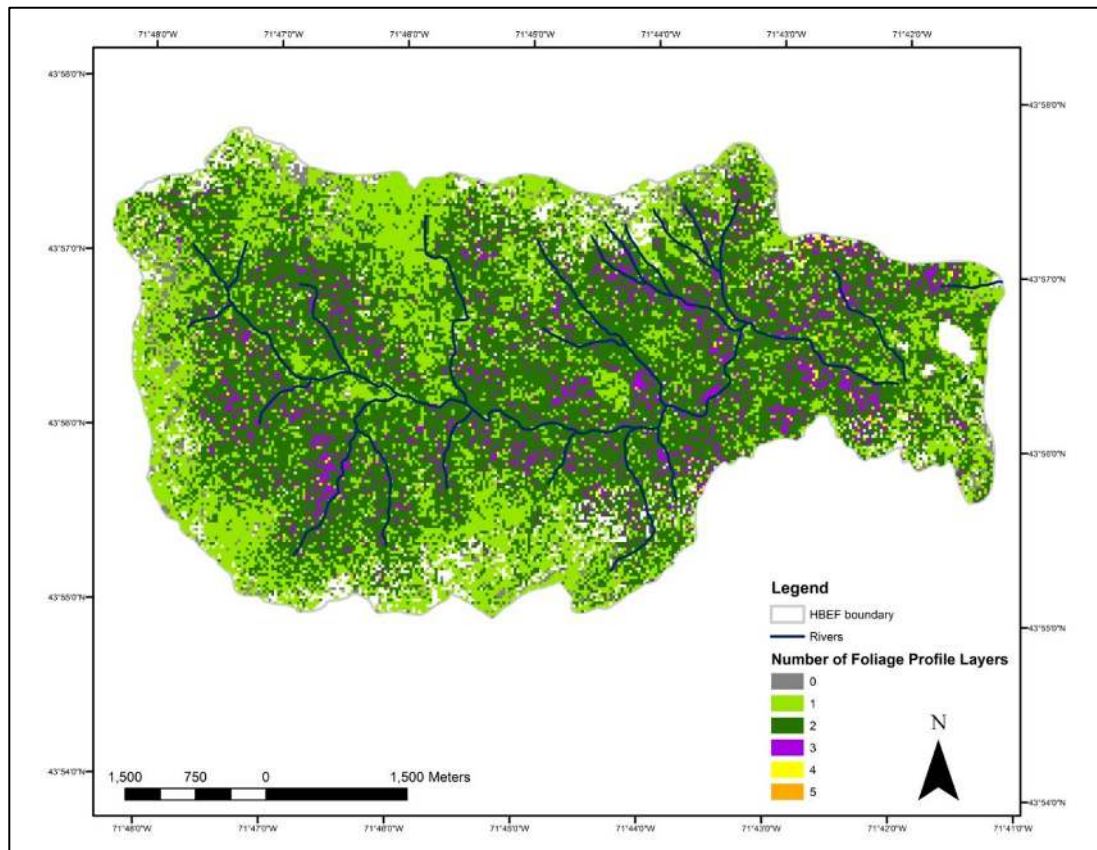 71°48'0"W 71°47'0"W 71°46'0"W 71°45'0"W 71°44'0"W 71°43'0"W 71°42'0"W
43°58'0"N
43°58'0"N
43°57'0"N
43°57'0"N
43°56'0"N
43°56'0"N
43°55'0"N
43°55'0"N
Legend
HBEF boundary
Rivers
Number of Foliage Profile Layers
0
1
2
3
4
5
N
43°54'0"N
43°54'0"N
1,500 750 0 1,500 Meters
71°48'0"W 71°47'0"W 71°46'0"W 71°45'0"W 71°44'0"W 71°43'0"W 71°42'0"W 71°41'0"W